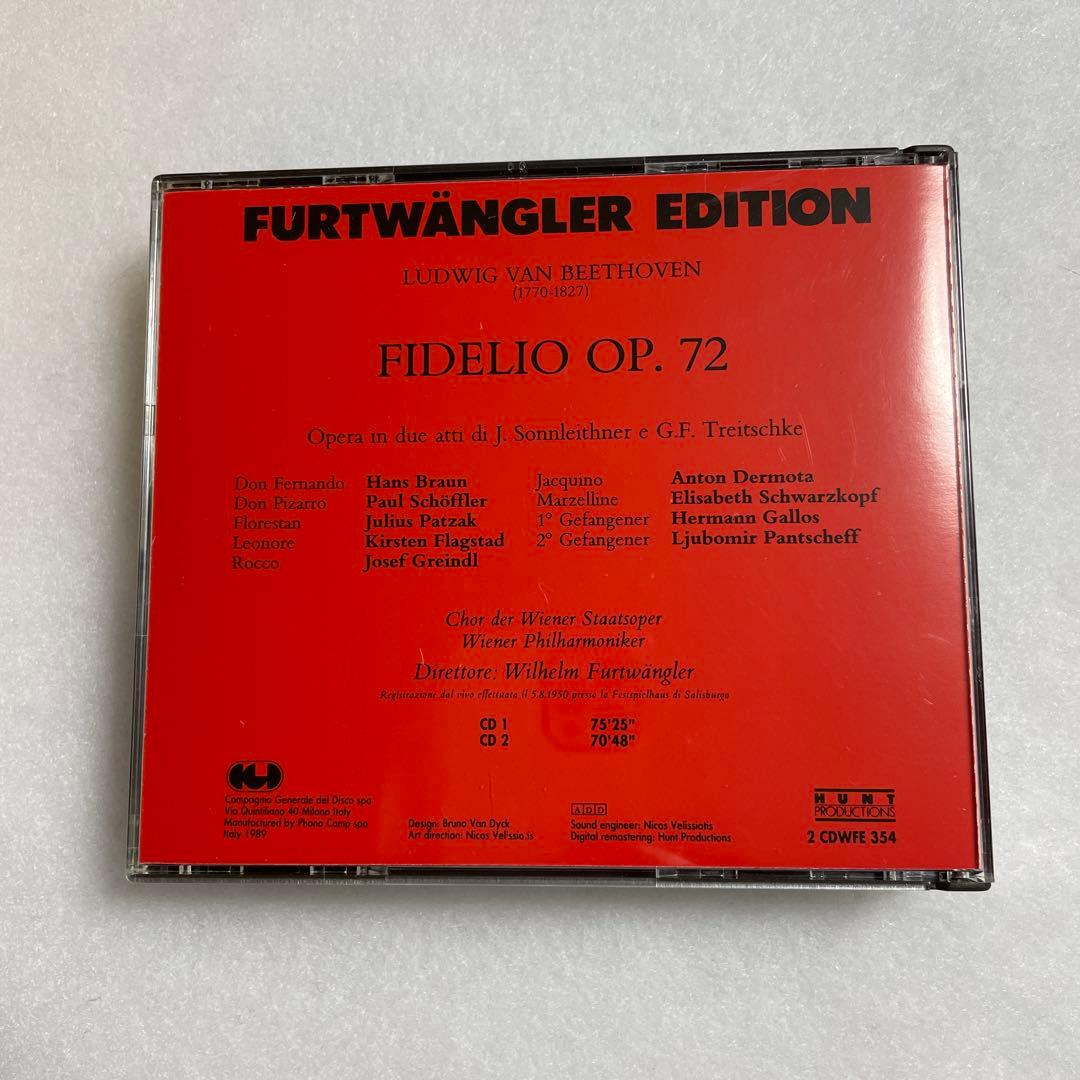 FURTWÄNGLER EDITION
LUDWIG VAN BEETHOVEN
(1770-1827)
FIDELIO OP. 72
Opera in due atti di J. Sonnleithner e G.F. Treitschke
Don Fernando Hans Braun
Don Pizarro Paul Schöffler
Florestan Julius Patzak
Leonore Kirsten Flagstad
Rocco Josef Greindl
Jacquino Anton Dermota
Marzelline Elisabeth Schwarzkopf
1° Gefangener Hermann Gallos
2° Gefangener Ljubomir Pantscheff
Chor der Wiener Staatsoper
Wiener Philharmoniker
Direttore: Wilhelm Furtwängler
Registrazione dal vivo effettuata il 5.8.1950 presso la Festspielhaus di Salisburgo
CD 1 75'25"
CD 2 70'48"
Compagnia Generale del Disco spa
Via Quintiliano 40 Milano Italy
Manufactured by Phono Comp spa
Italy 1989
Design: Bruno Van Dyck
Art direction: Nicos Velissiotis
ADD
Sound engineer: Nicos Velissiotis
Digital remastering: Hunt Productions
HUNT
PRODUCTIONS
2 CDWFE 354